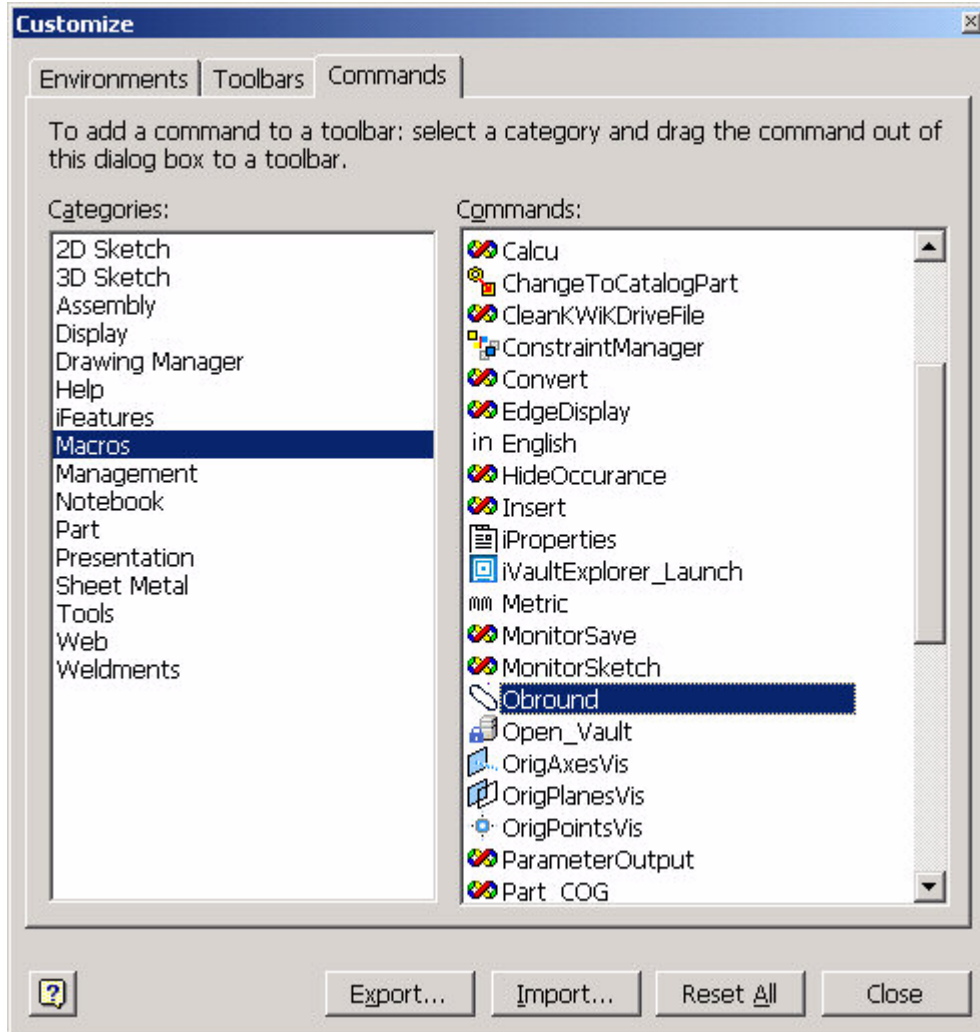 Customize
Environments
Toolbars
Commands
To add a command to a toolbar: select a category and drag the command out of
this dialog box to a toolbar.
Categories:
2D Sketch
3D Sketch
Assembly
Display
Drawing Manager
Help
iFeatures
Macros
Management
Notebook
Part
Presentation
Sheet Metal
Tools
Web
Weldments
Commands:
Calcu
ChangeToCatalogPart
CleanKWiKDriveFile
ConstraintManager
Convert
EdgeDisplay
in English
HideOccurance
Insert
iProperties
iVaultExplorer_Launch
mm Metric
MonitorSave
MonitorSketch
Obround
Open_Vault
OrigAxesVis
OrigPlanesVis
OrigPointsVis
ParameterOutput
Part_COG
?
Export...
Import...
Reset All
Close